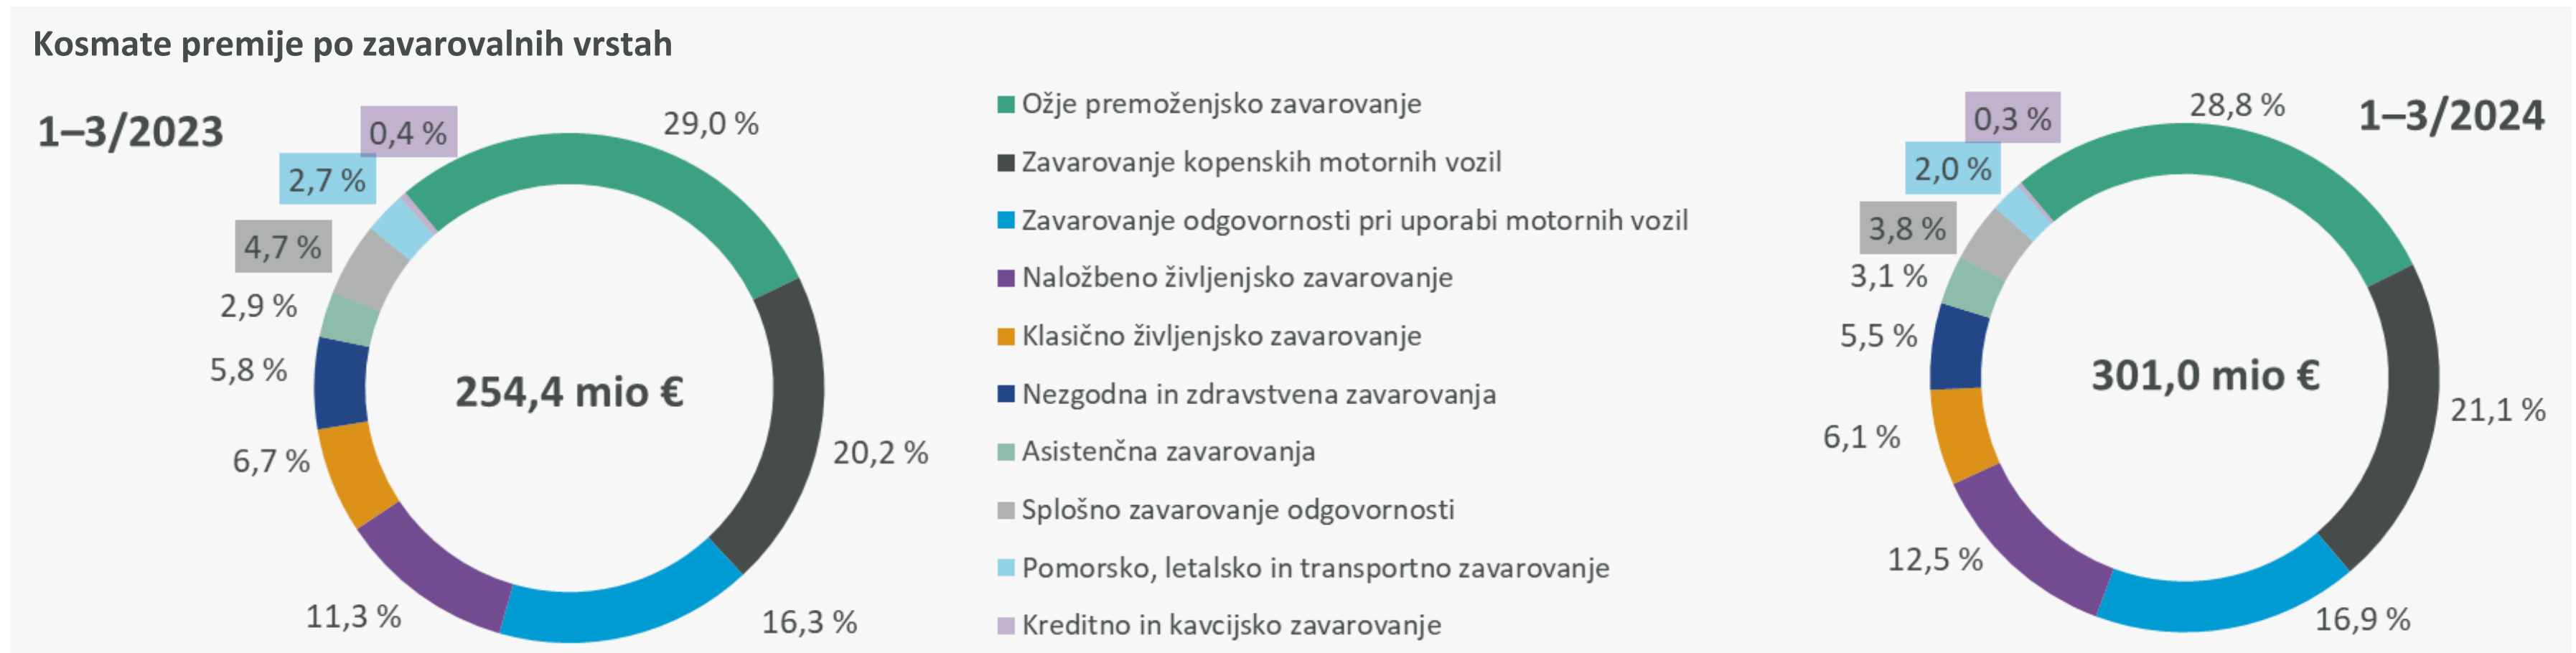 Kosmate premije po zavarovalnih vrstah
1–3/2023
0,4 %
29,0 %
2,7 %
4,7 %
2,9 %
5,8 %
254,4 mio €
6,7 %
20,2 %
11,3 %
16,3 %
Ožje premoženjsko zavarovanje
Zavarovanje kopenskih motornih vozil
Zavarovanje odgovornosti pri uporabi motornih vozil
Naložbeno življenjsko zavarovanje
Klasično življenjsko zavarovanje
Nezgodna in zdravstvena zavarovanja
Asistenčna zavarovanja
Splošno zavarovanje odgovornosti
Pomorsko, letalsko in transportno zavarovanje
Kreditno in kavcijsko zavarovanje
1–3/2024
0,3 %
28,8 %
2,0 %
3,8 %
3,1 %
5,5 %
301,0 mio €
21,1 %
6,1 %
12,5 %
16,9 %